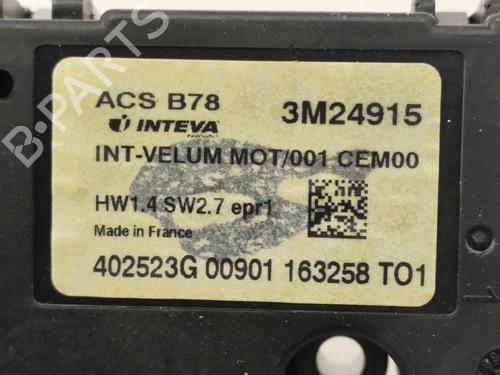 ACS B78
3M24915
INTEVA
PRODUCTS
INT-VELUM MOT/001 CEM00
HW1.4 SW2.7 epr1
Made in France
402523G 00901 163258 TO1
B-PARTS